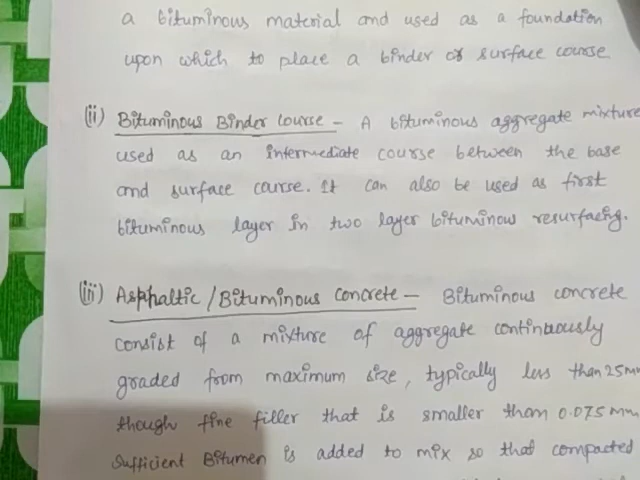 a bituminous material and used as a foundation
upon which to place a binder or surface course
(ii) Bituminous Binder Course - A bituminous aggregate mixture
used as an intermediate course between the base
and surface course. It can also be used as first
bituminous layer in two layer bituminous resurfacing.
(iii) Asphaltic / Bituminous Concrete - Bituminous concrete
consist of a mixture of aggregate continuously
graded from maximum size, typically less than 25mm
though fine filler that is smaller than 0.075 mm
Sufficient Bitumen is added to mix so that compacted